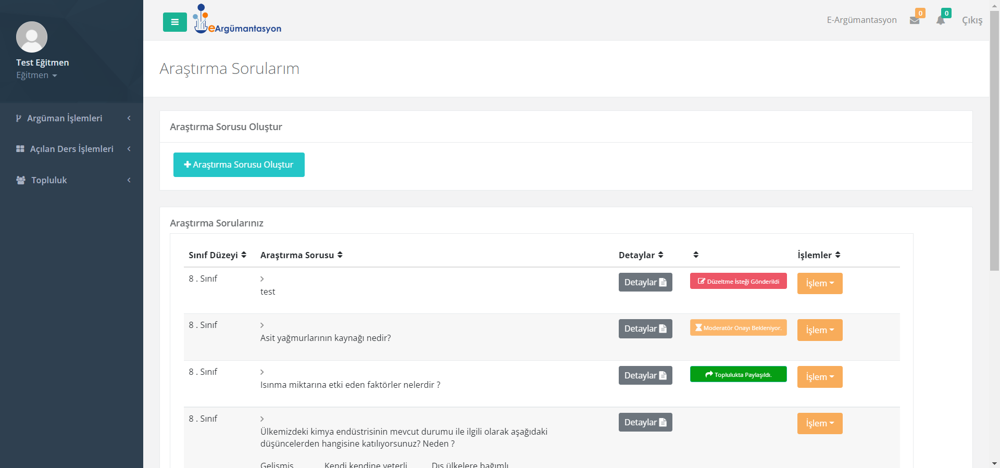 Test Eğitmen
Eğitmen
Argüman İşlemleri
Açılan Ders İşlemleri
Topluluk
eArgümantasyon
E-Argümantasyon
0
0
Çıkış
Araştırma Sorularım
Araştırma Sorusu Oluştur
Araştırma Sorusu Oluştur
Araştırma Sorularınız
Sınıf Düzeyi Araştırma Sorusu Detaylar İşlemler
8 . Sınıf
test
Detaylar
Düzeltme İsteği Gönderildi
İşlem
8 . Sınıf
Asit yağmurlarının kaynağı nedir?
Detaylar
Moderatör Onayı Bekleniyor.
İşlem
8 . Sınıf
Isınma miktarına etki eden faktörler nelerdir ?
Detaylar
Toplulukta Paylaşıldı.
İşlem
8 . Sınıf
Ülkemizdeki kimya endüstrisinin mevcut durumu ile ilgili olarak aşağıdaki
düşüncelerden hangisine katılıyorsunuz? Neden ?
Gelişmiş Kendi kendine yeterli Dış ülkelere bağımlı
Detaylar
İşlem